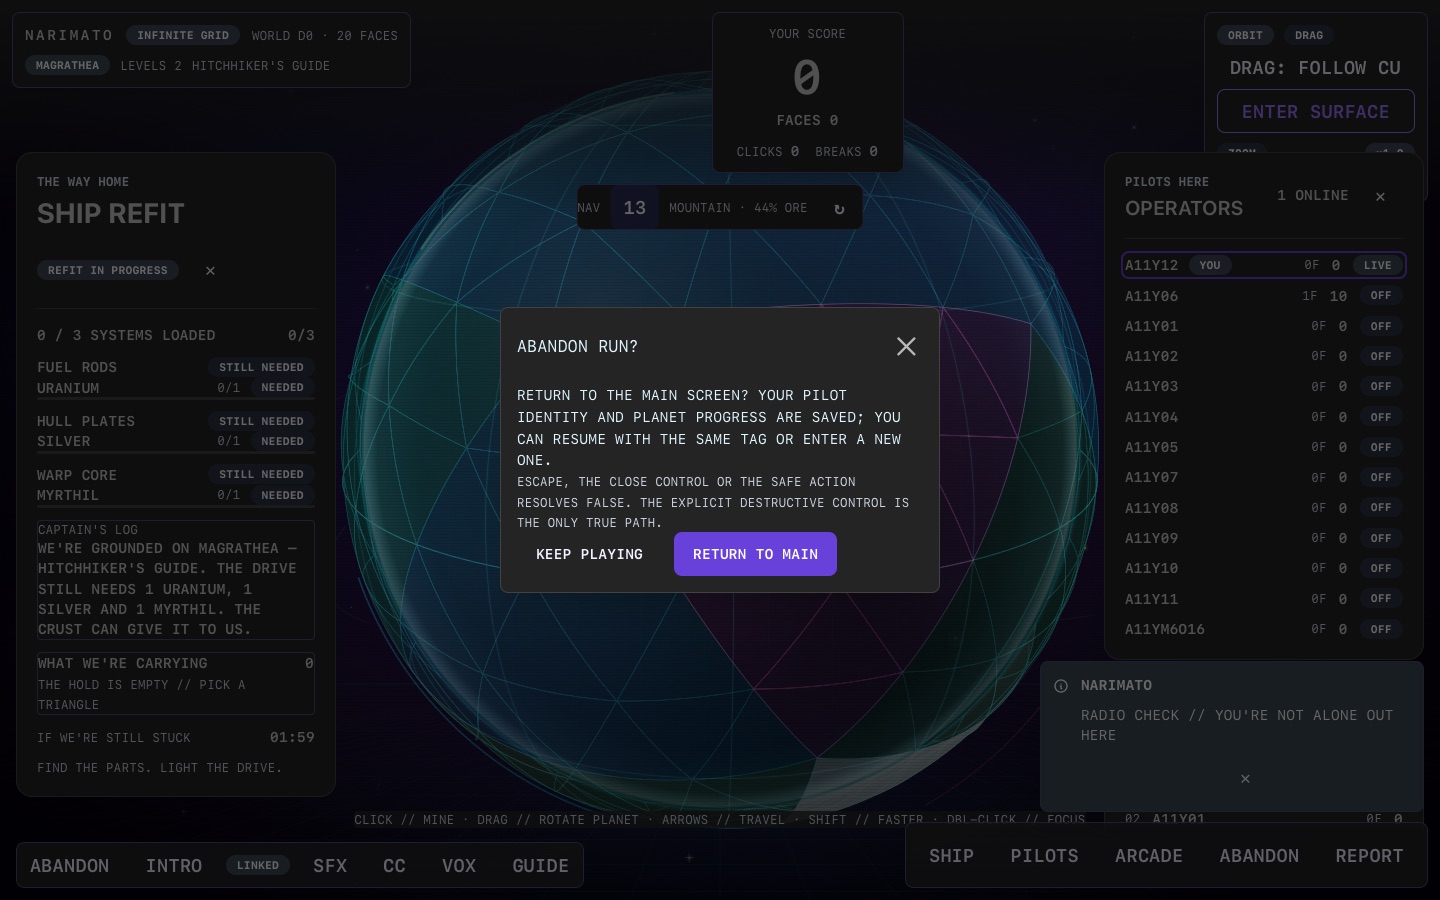 NARIMATO INFINITE GRID WORLD D0 · 20 FACES
MAGRATHEA LEVELS 2 HITCHHIKER'S GUIDE
YOUR SCORE
0
FACES 0
CLICKS 0 BREAKS 0
ORBIT DRAG
DRAG: FOLLOW CU
ENTER SURFACE
NAV 13 MOUNTAIN · 44% ORE ↻
THE WAY HOME
SHIP REFIT
REFIT IN PROGRESS ×
0 / 3 SYSTEMS LOADED 0/3
FUEL RODS STILL NEEDED
URANIUM 0/1 NEEDED
HULL PLATES STILL NEEDED
SILVER 0/1 NEEDED
WARP CORE STILL NEEDED
MYRTHIL 0/1 NEEDED
CAPTAIN'S LOG
WE'RE GROUNDED ON MAGRATHEA —
HITCHHIKER'S GUIDE. THE DRIVE
STILL NEEDS 1 URANIUM, 1
SILVER AND 1 MYRTHIL. THE
CRUST CAN GIVE IT TO US.
WHAT WE'RE CARRYING 0
THE HOLD IS EMPTY // PICK A
TRIANGLE
IF WE'RE STILL STUCK 01:59
FIND THE PARTS. LIGHT THE DRIVE.
ABANDON RUN?
RETURN TO THE MAIN SCREEN? YOUR PILOT
IDENTITY AND PLANET PROGRESS ARE SAVED; YOU
CAN RESUME WITH THE SAME TAG OR ENTER A NEW
ONE.
ESCAPE, THE CLOSE CONTROL OR THE SAFE ACTION
RESOLVES FALSE. THE EXPLICIT DESTRUCTIVE CONTROL IS
THE ONLY TRUE PATH.
KEEP PLAYING RETURN TO MAIN
PILOTS HERE
OPERATORS 1 ONLINE ×
A11Y12 YOU 0F 0 LIVE
A11Y06 1F 10 OFF
A11Y01 0F 0 OFF
A11Y02 0F 0 OFF
A11Y03 0F 0 OFF
A11Y04 0F 0 OFF
A11Y05 0F 0 OFF
A11Y07 0F 0 OFF
A11Y08 0F 0 OFF
A11Y09 0F 0 OFF
A11Y10 0F 0 OFF
A11Y11 0F 0 OFF
A11YM6O16 0F 0 OFF
NARIMATO
RADIO CHECK // YOU'RE NOT ALONE OUT
HERE
×
02 A11Y01 0F 0
CLICK // MINE · DRAG // ROTATE PLANET · ARROWS // TRAVEL · SHIFT // FASTER · DBL-CLICK // FOCUS
ABANDON INTRO LINKED SFX CC VOX GUIDE
SHIP PILOTS ARCADE ABANDON REPORT